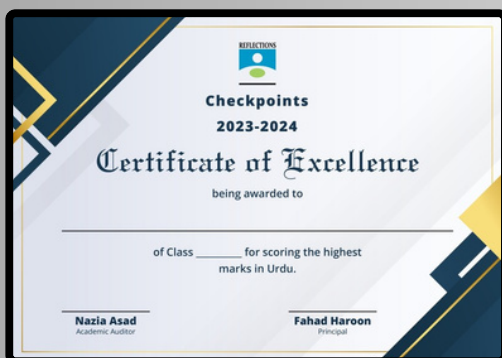 REFLECTIONS
Checkpoints
2023-2024
Certificate of Excellence
being awarded to
of Class ________ for scoring the highest
marks in Urdu.
Nazia Asad
Academic Auditor
Fahad Haroon
Principal